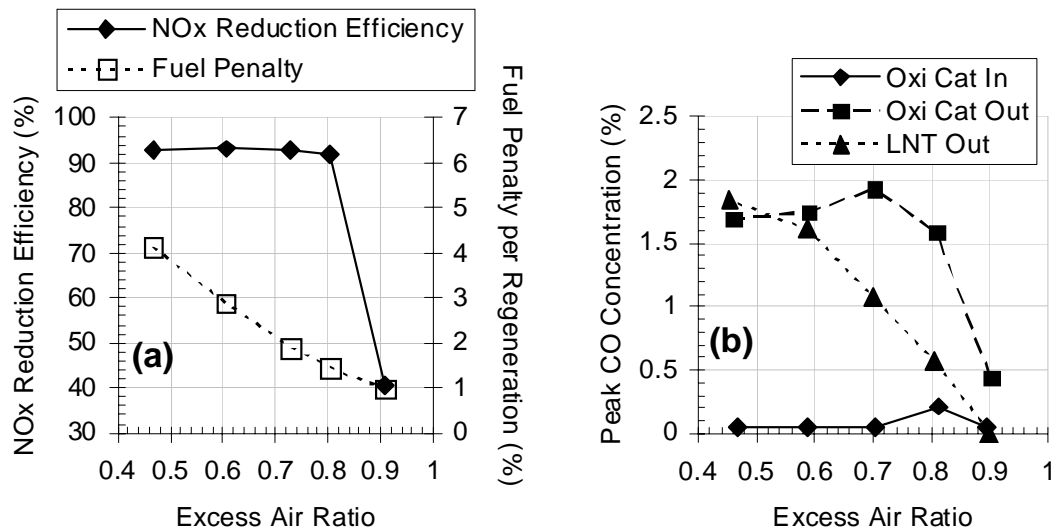 NOx Reduction Efficiency
Fuel Penalty
NOx Reduction Efficiency (%)
100
90
80
70
60
50
40
30
(a)
7
6
5
4
3
2
1
0
Fuel Penalty per Regeneration (%)
0.4 0.5 0.6 0.7 0.8 0.9 1
Excess Air Ratio
Oxi Cat In
Oxi Cat Out
LNT Out
Peak CO Concentration (%)
2.5
2
1.5
1
0.5
0
(b)
0.4 0.5 0.6 0.7 0.8 0.9 1
Excess Air Ratio